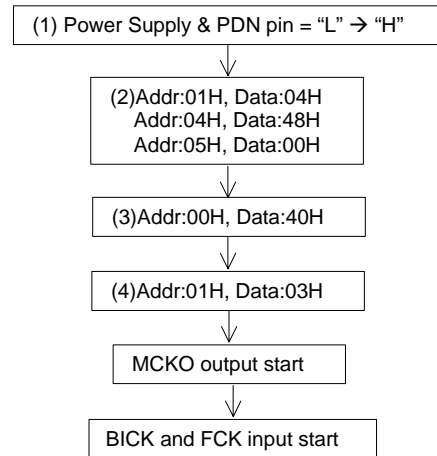 (1) Power Supply & PDN pin = “L” → “H”
(2)Addr:01H, Data:04H
Addr:04H, Data:48H
Addr:05H, Data:00H
(3)Addr:00H, Data:40H
(4)Addr:01H, Data:03H
MCKO output start
BICK and FCK input start